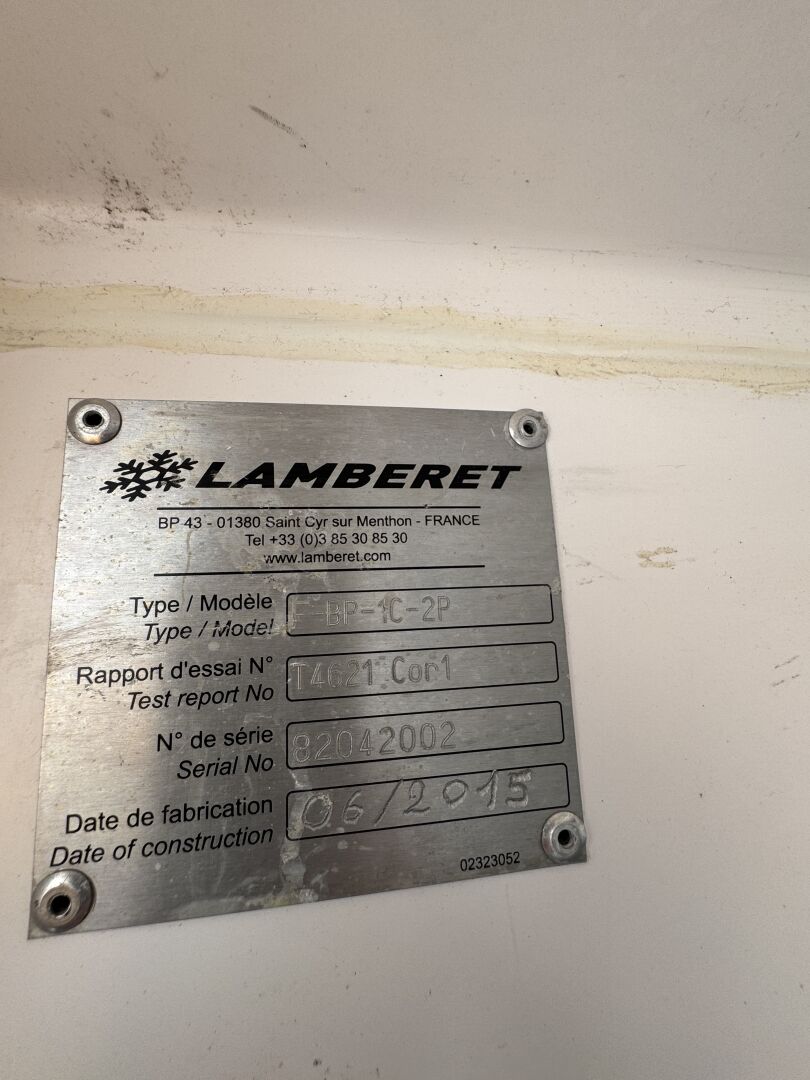 LAMBERET
BP 43 - 01380 Saint Cyr sur Menthon - FRANCE
Tel +33 (0)3 85 30 85 30
www.lamberet.com
Type / Modèle
Type / Model
F-BP-1C-2P
Rapport d'essai N°
Test report No
T4621 Cor1
N° de série
Serial No
82042002
Date de fabrication
Date of construction
06/2015
02323052